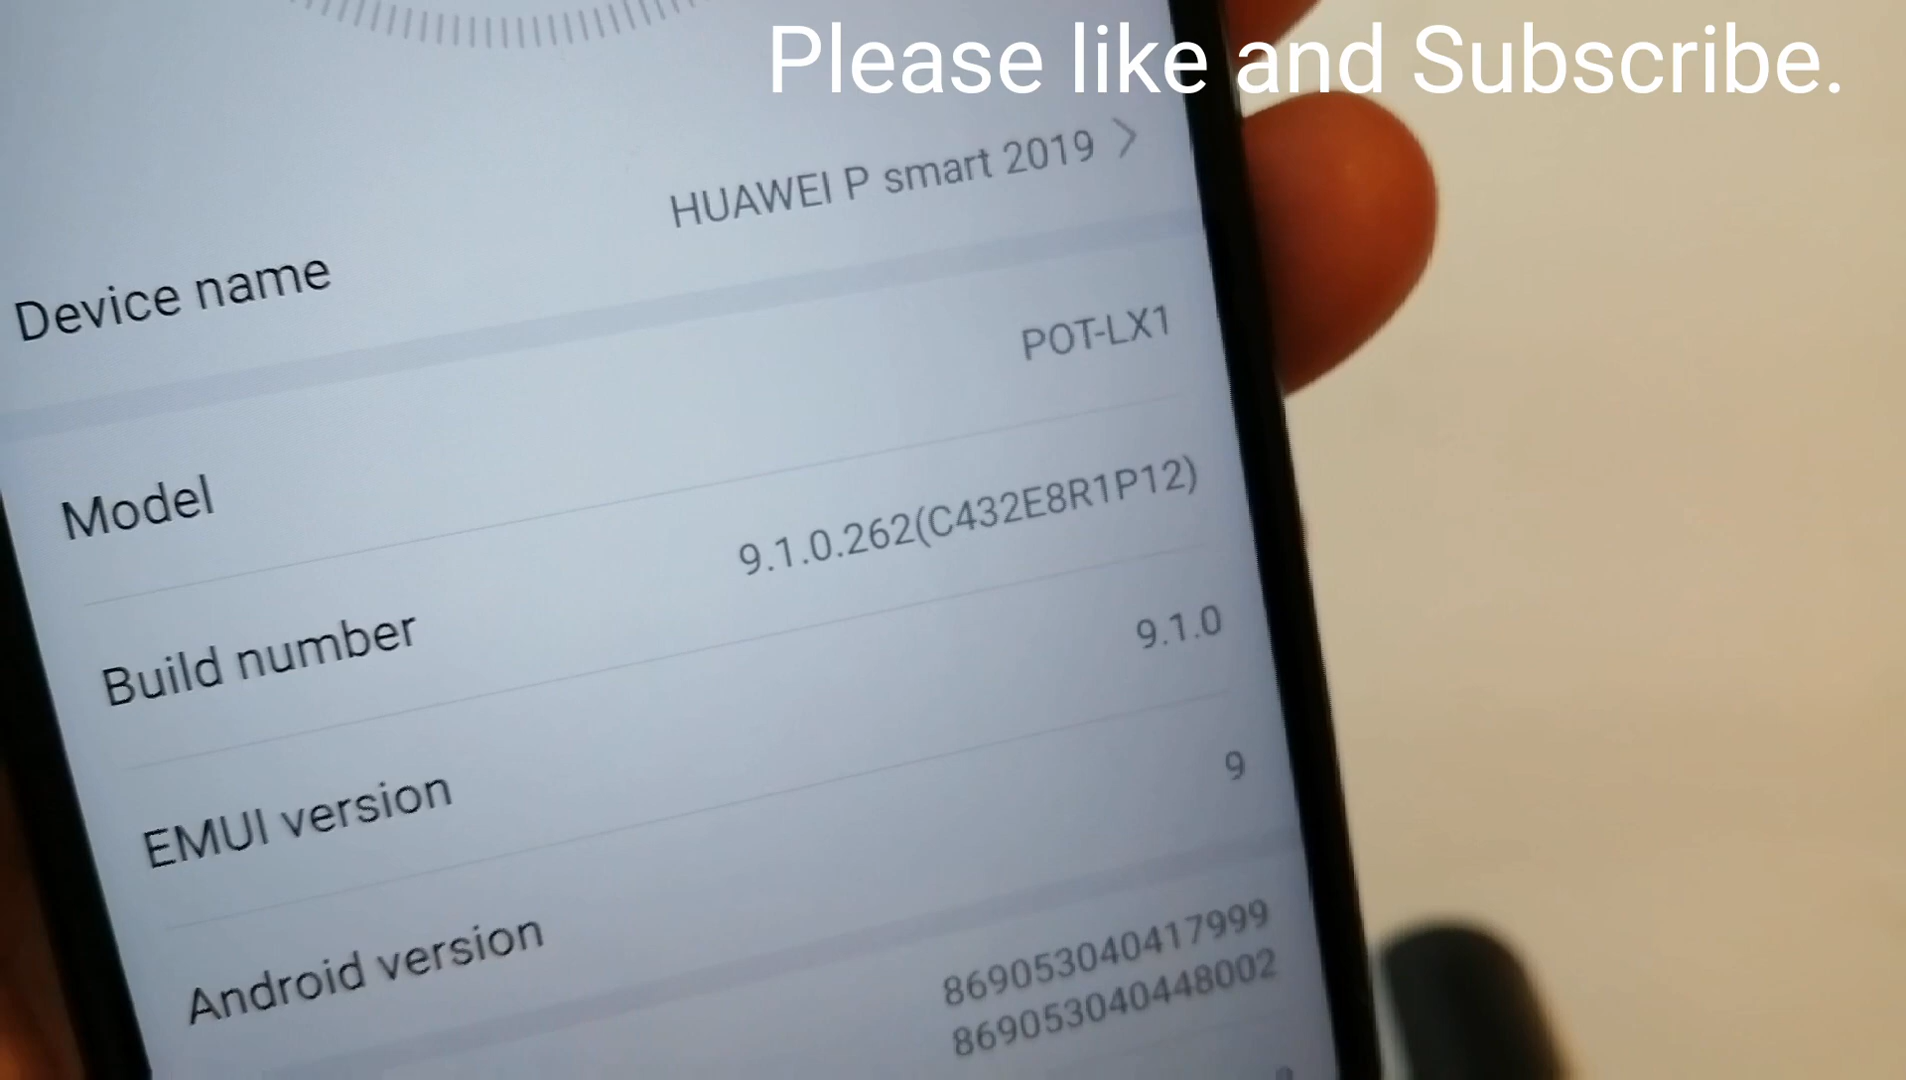 Please like and Subscribe.
Device name HUAWEI P smart 2019
Model POT-LX1
Build number 9.1.0.262(C432E8R1P12)
EMUI version 9.1.0
Android version 9
869053040417999
869053040448002